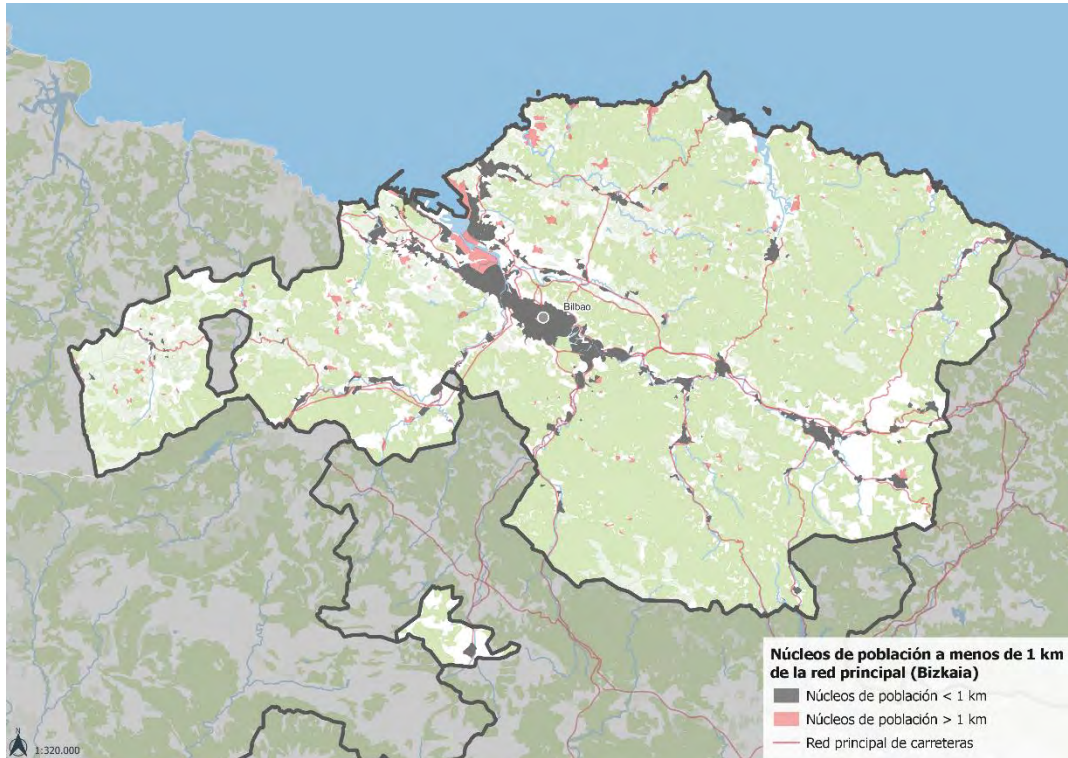 Bilbao
Núcleos de población a menos de 1 km
de la red principal (Bizkaia)
Núcleos de población < 1 km
Núcleos de población > 1 km
Red principal de carreteras
N
1:320.000